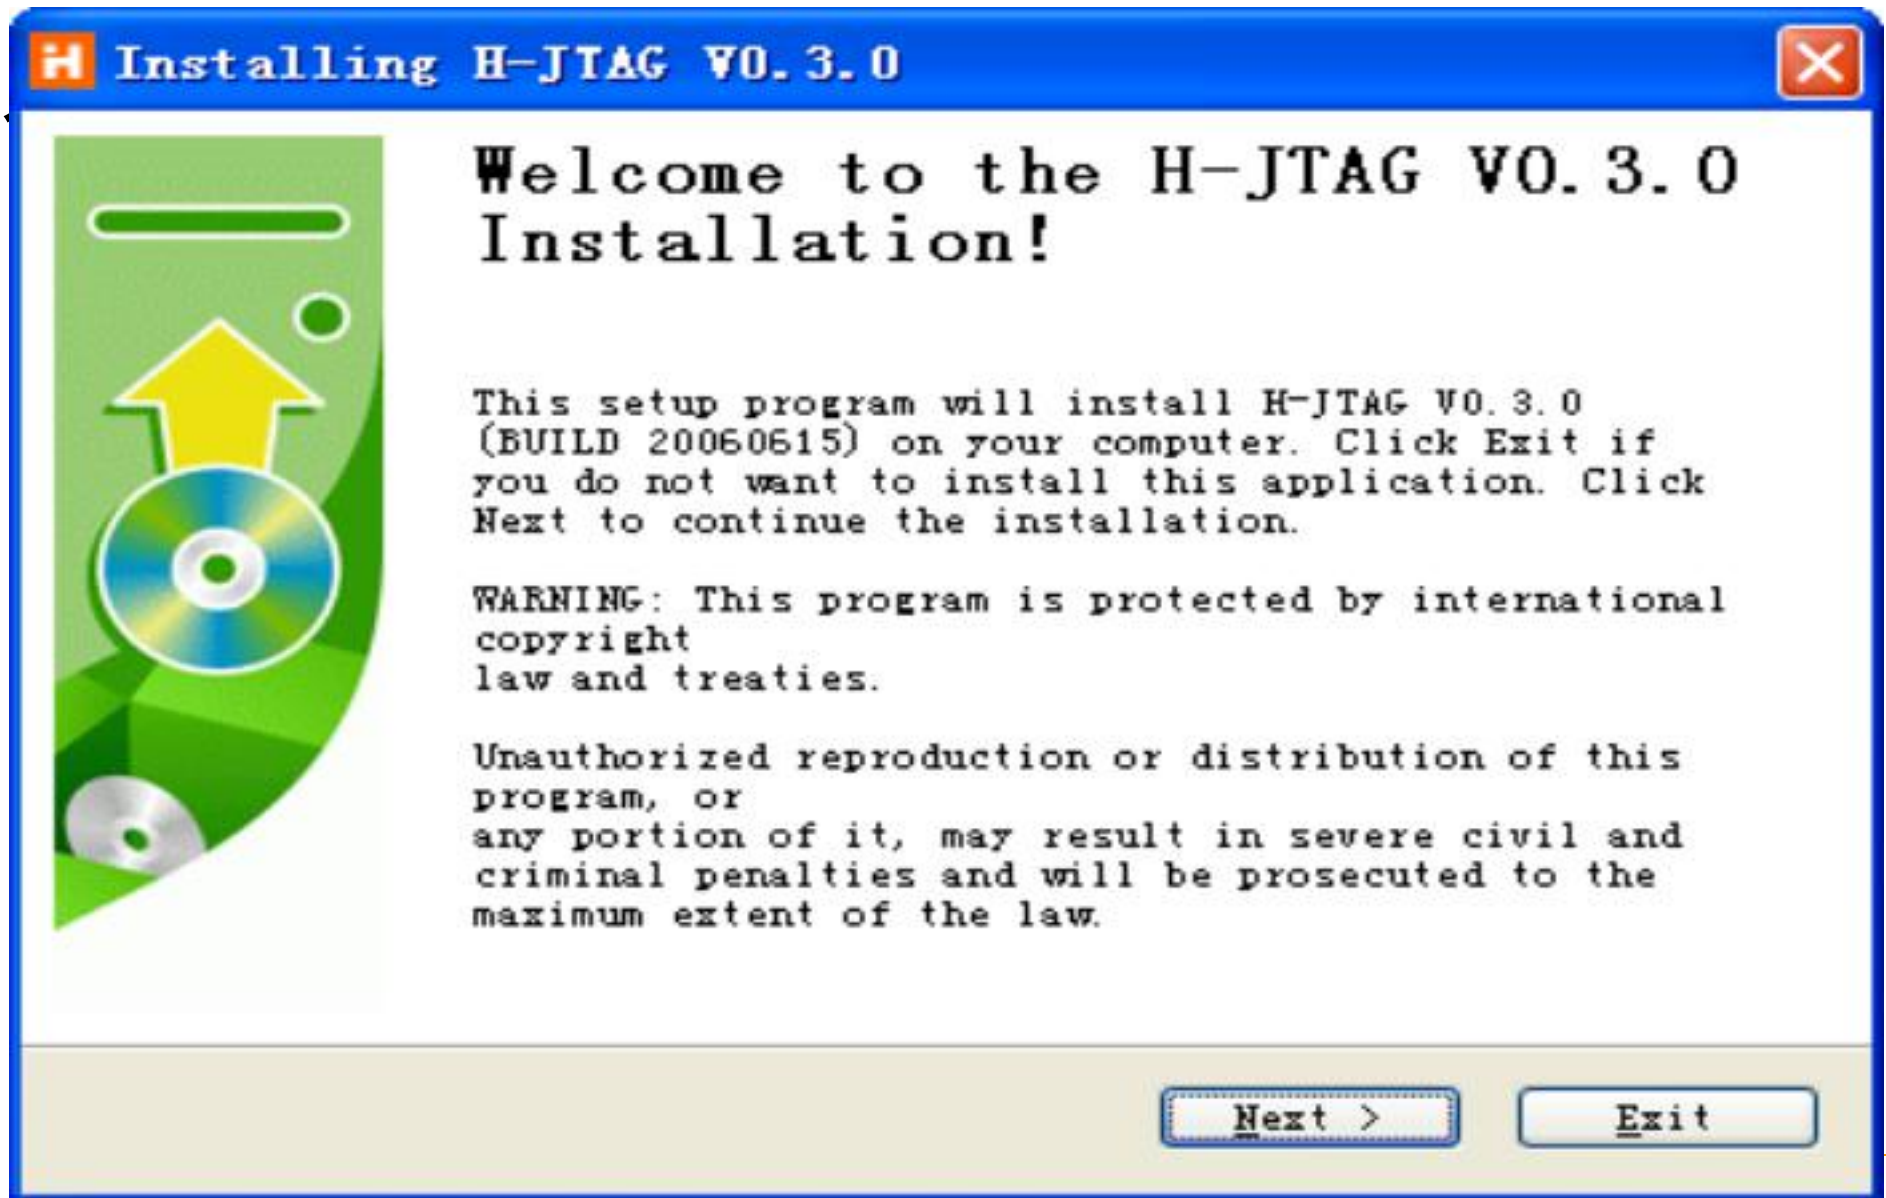 Installing H-JTAG V0.3.0
Welcome to the H-JTAG V0.3.0
Installation!
This setup program will install H-JTAG V0.3.0
(BUILD 20060615) on your computer. Click Exit if
you do not want to install this application. Click
Next to continue the installation.
WARNING: This program is protected by international
copyright
law and treaties.
Unauthorized reproduction or distribution of this
program, or
any portion of it, may result in severe civil and
criminal penalties and will be prosecuted to the
maximum extent of the law.
Next >
Exit